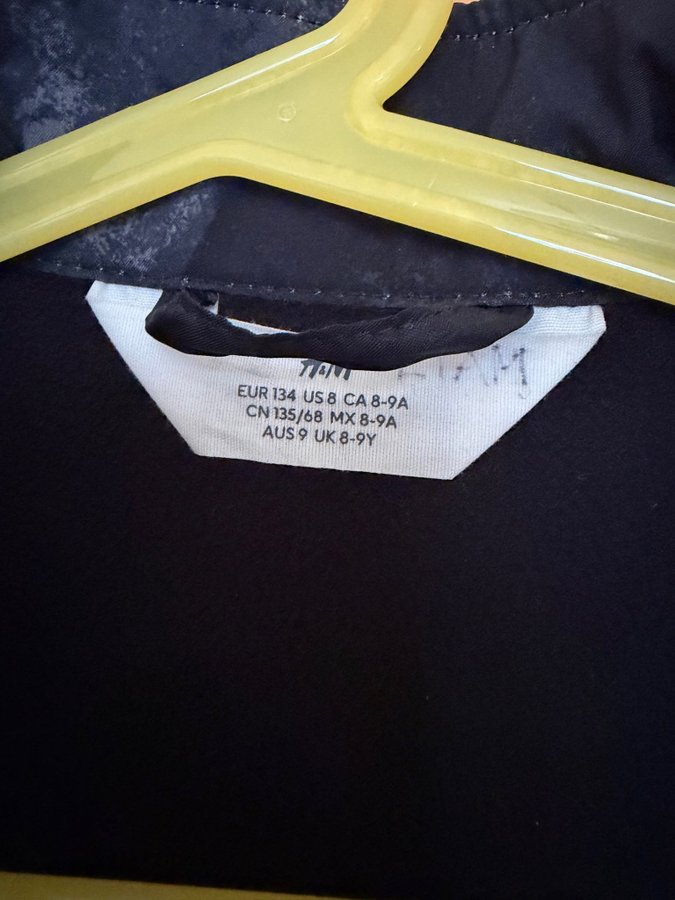 H&M
EUR 134 US 8 CA 8-9A
CN 135/68 MX 8-9A
AUS 9 UK 8-9Y